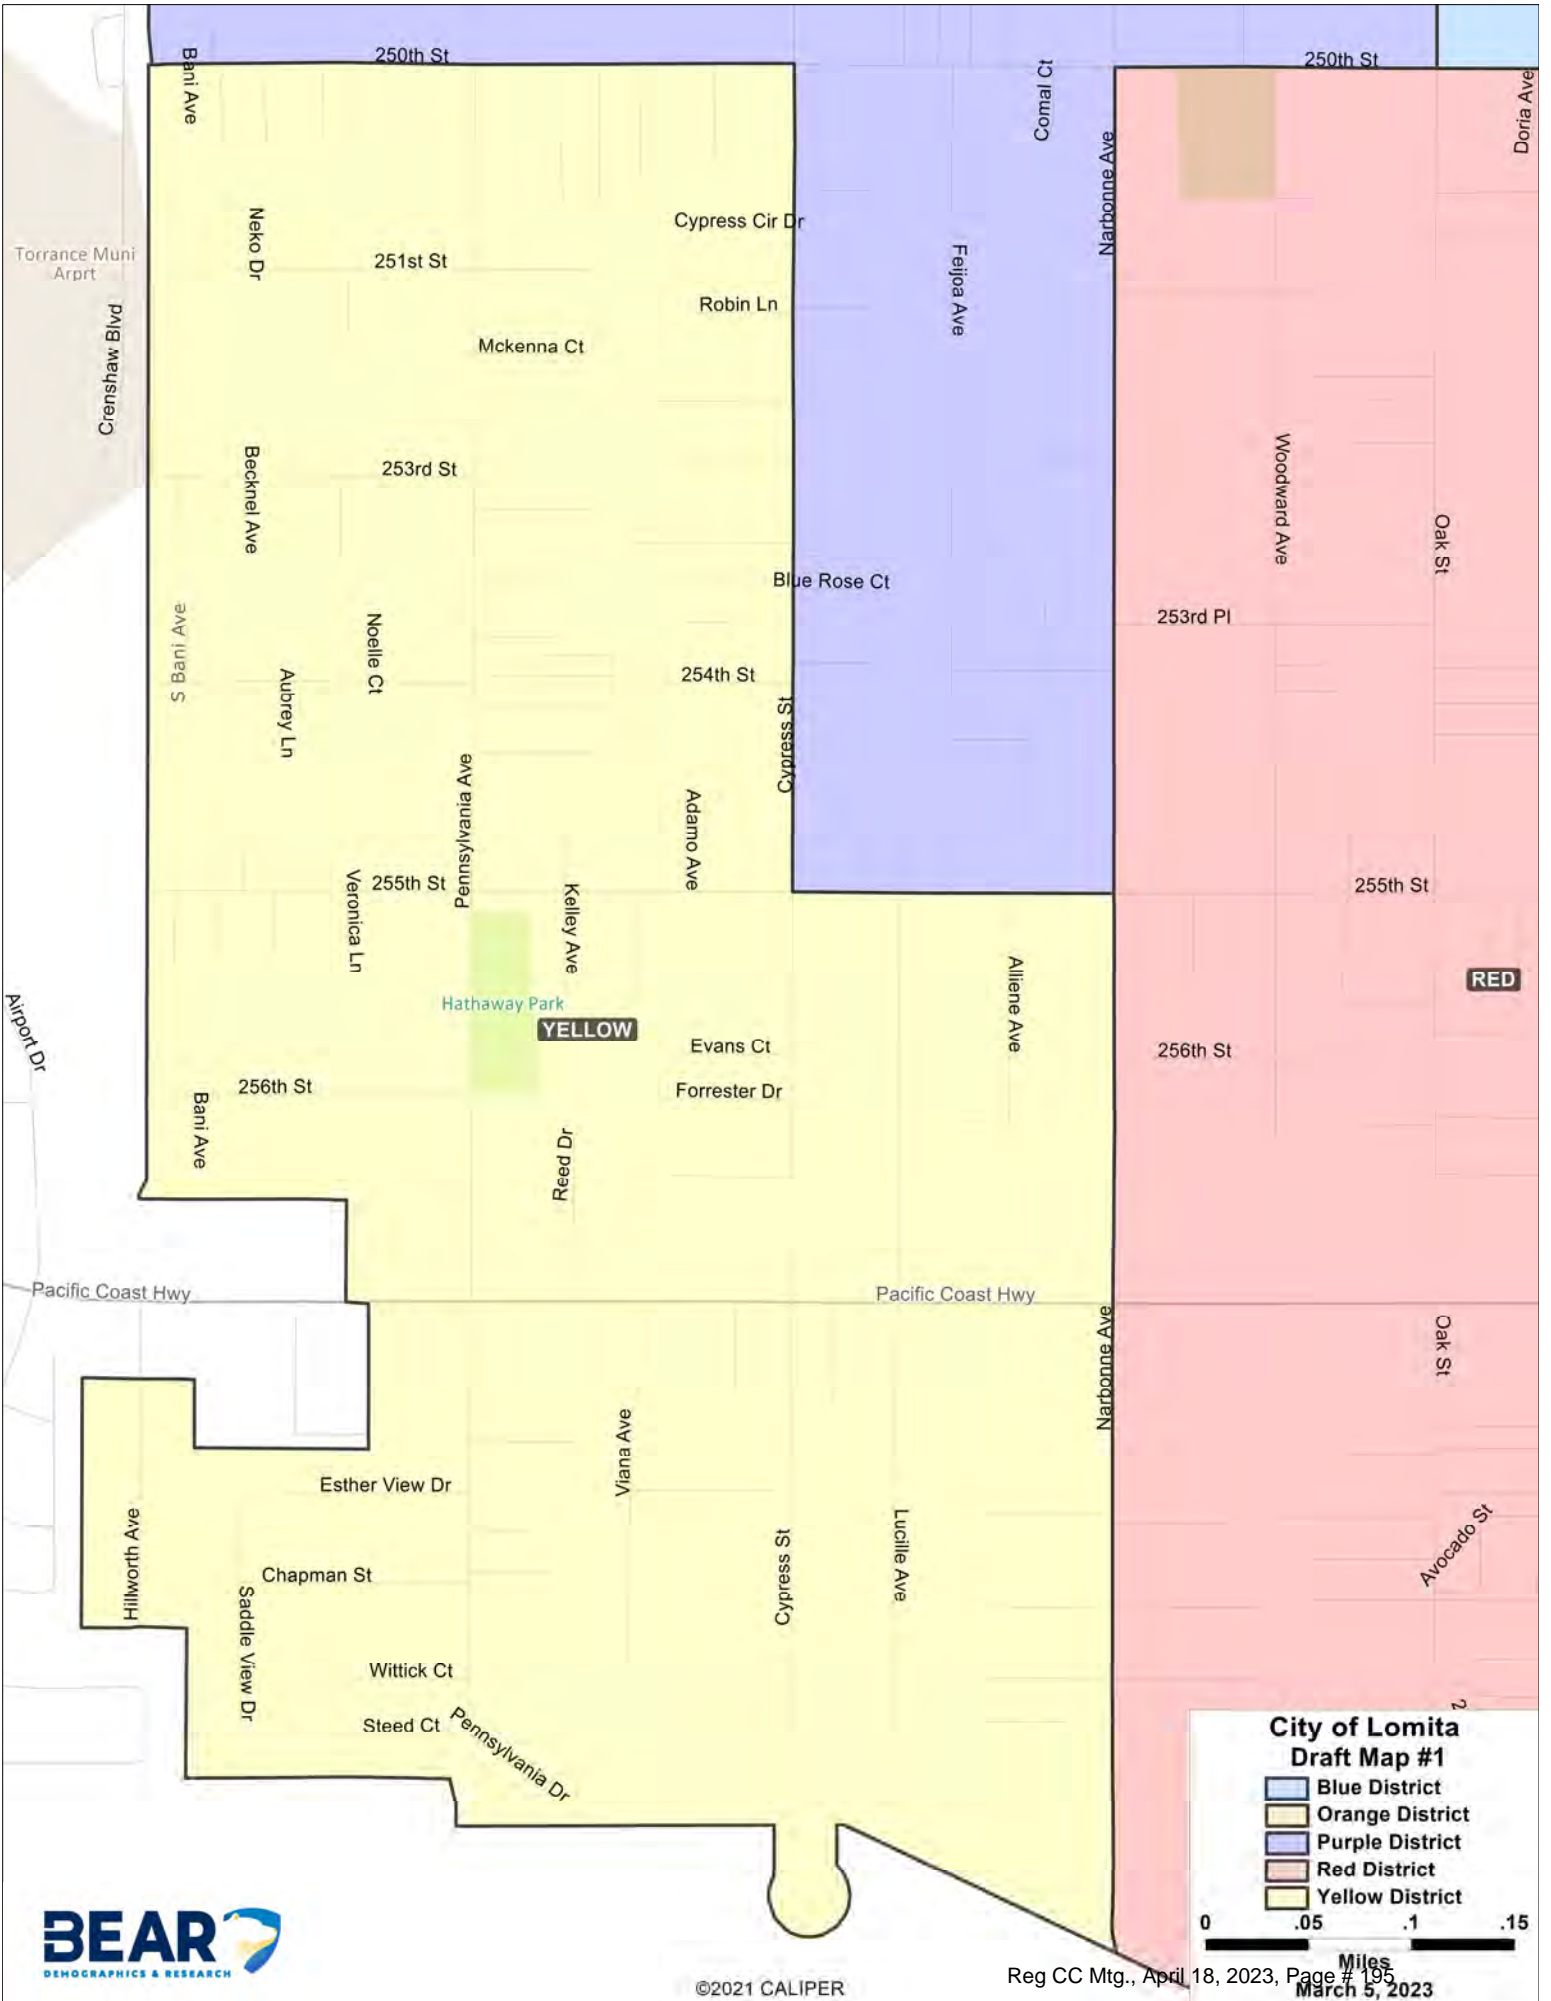 250th St
250th St
Bani Ave
Comal Ct
Doria Ave
Narbonne Ave
Cypress Cir Dr
Neko Dr
Torrance Muni
Arprt
251st St
Feijoa Ave
Robin Ln
Crenshaw Blvd
Mckenna Ct
Becknel Ave
253rd St
Woodward Ave
Oak St
Blue Rose Ct
S Bani Ave
Noelle Ct
253rd Pl
Aubrey Ln
254th St
Cypress St
Pennsylvania Ave
Adamo Ave
Veronica Ln
255th St
Kelley Ave
255th St
Alliene Ave
RED
Hathaway Park
YELLOW
Airport Dr
Evans Ct
256th St
256th St
Forrester Dr
Bani Ave
Reed Dr
Pacific Coast Hwy
Pacific Coast Hwy
Narbonne Ave
Oak St
Viana Ave
Esther View Dr
Hillworth Ave
Cypress St
Lucille Ave
Avocado St
Chapman St
Saddle View Dr
Wittick Ct
Steed Ct
Pennsylvania Dr
2
City of Lomita
Draft Map #1
Blue District
Orange District
Purple District
Red District
Yellow District
0 .05 .1 .15
Miles
March 5, 2023
BEAR
DEMOGRAPHICS & RESEARCH
©2021 CALIPER
Reg CC Mtg., April 18, 2023, Page # 195